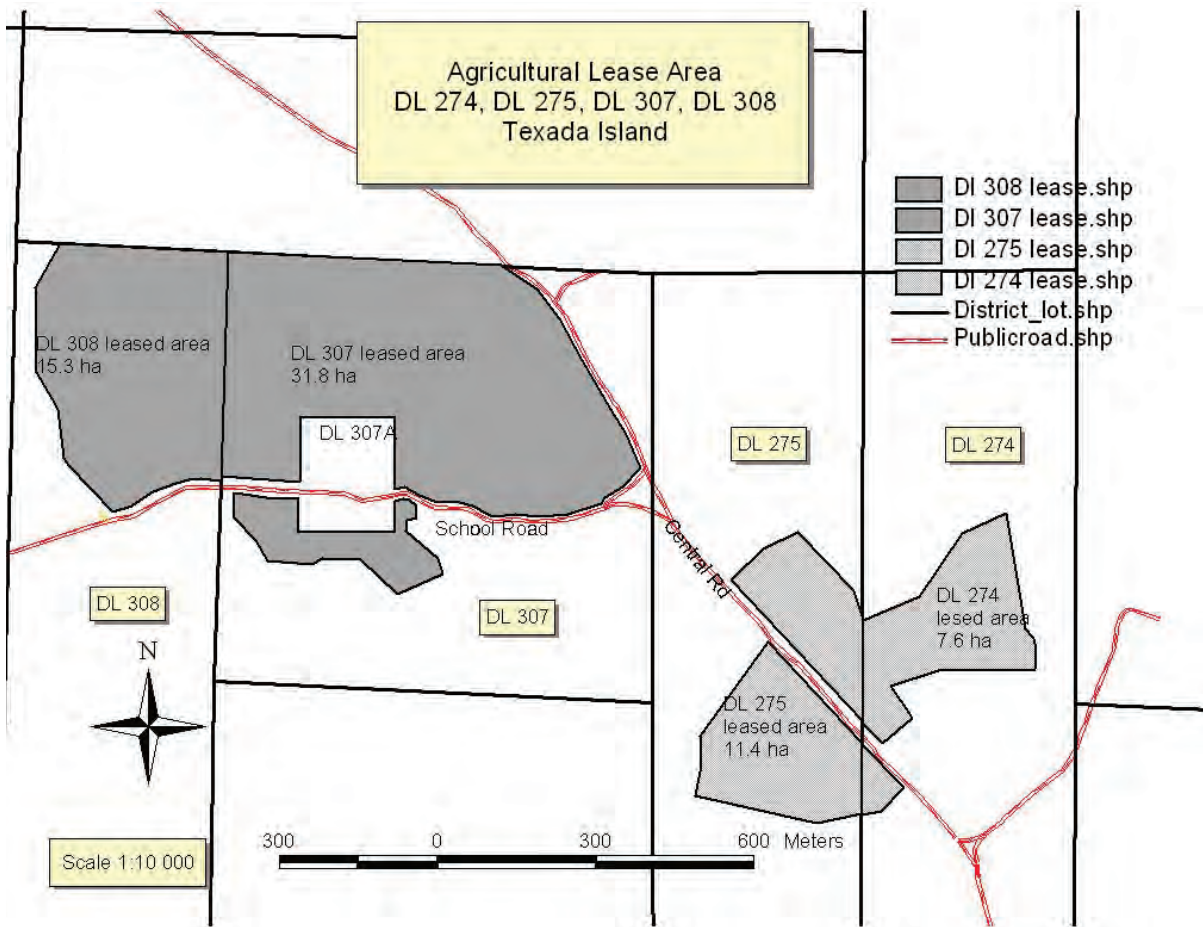 Agricultural Lease Area
DL 274, DL 275, DL 307, DL 308
Texada Island
Dl 308 lease.shp
Dl 307 lease.shp
Dl 275 lease.shp
Dl 274 lease.shp
District_lot.shp
Publicroad.shp
DL 308 leased area
15.3 ha
DL 307 leased area
31.8 ha
DL 307A
DL 275
DL 274
School Road
Central Rd
DL 308
DL 307
DL 274
lesed area
7.6 ha
N
DL 275
leased area
11.4 ha
Scale 1:10 000
300 0 300 600 Meters